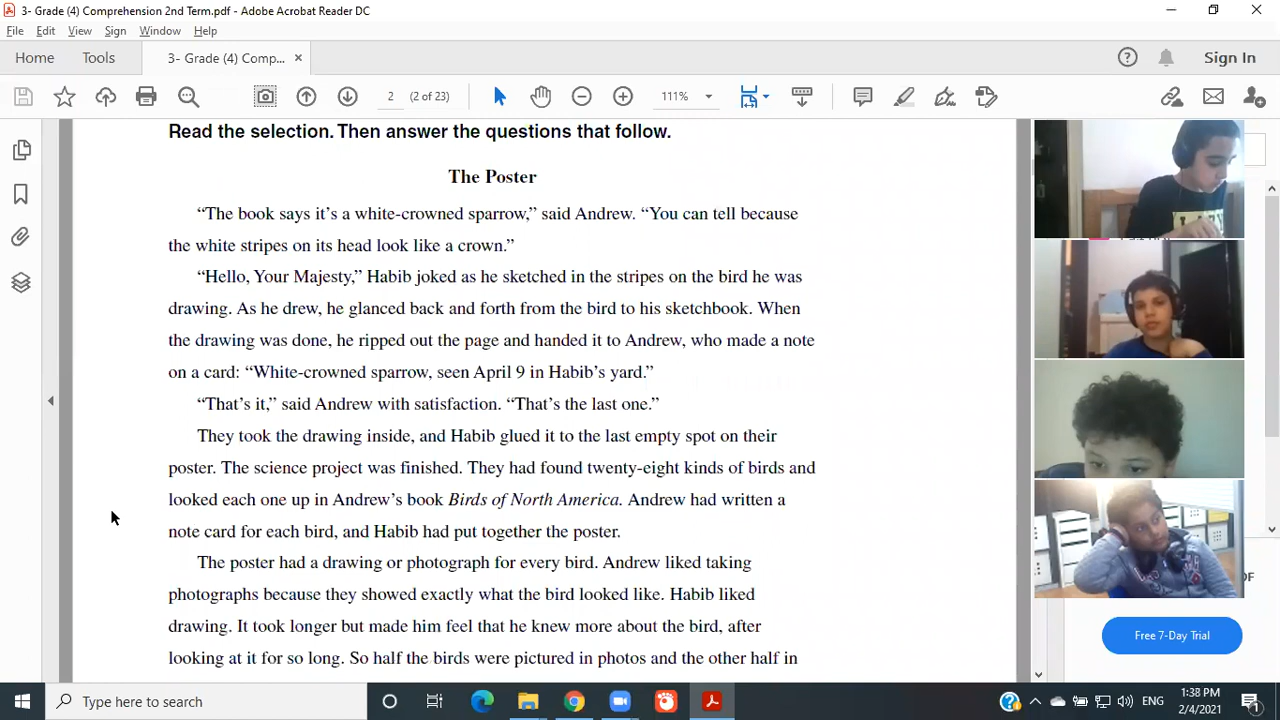 3- Grade (4) Comprehension 2nd Term.pdf - Adobe Acrobat Reader DC
File Edit View Sign Window Help
Home Tools 3- Grade (4) Comp... × Sign In
2 (2 of 23) 111%
Read the selection. Then answer the questions that follow.
The Poster
“The book says it’s a white-crowned sparrow,” said Andrew. “You can tell because
the white stripes on its head look like a crown.”
“Hello, Your Majesty,” Habib joked as he sketched in the stripes on the bird he was
drawing. As he drew, he glanced back and forth from the bird to his sketchbook. When
the drawing was done, he ripped out the page and handed it to Andrew, who made a note
on a card: “White-crowned sparrow, seen April 9 in Habib’s yard.”
“That’s it,” said Andrew with satisfaction. “That’s the last one.”
They took the drawing inside, and Habib glued it to the last empty spot on their
poster. The science project was finished. They had found twenty-eight kinds of birds and
looked each one up in Andrew’s book Birds of North America. Andrew had written a
note card for each bird, and Habib had put together the poster.
The poster had a drawing or photograph for every bird. Andrew liked taking
photographs because they showed exactly what the bird looked like. Habib liked
drawing. It took longer but made him feel that he knew more about the bird, after
looking at it for so long. So half the birds were pictured in photos and the other half in
Free 7-Day Trial
Type here to search
ENG
1:38 PM
2/4/2021